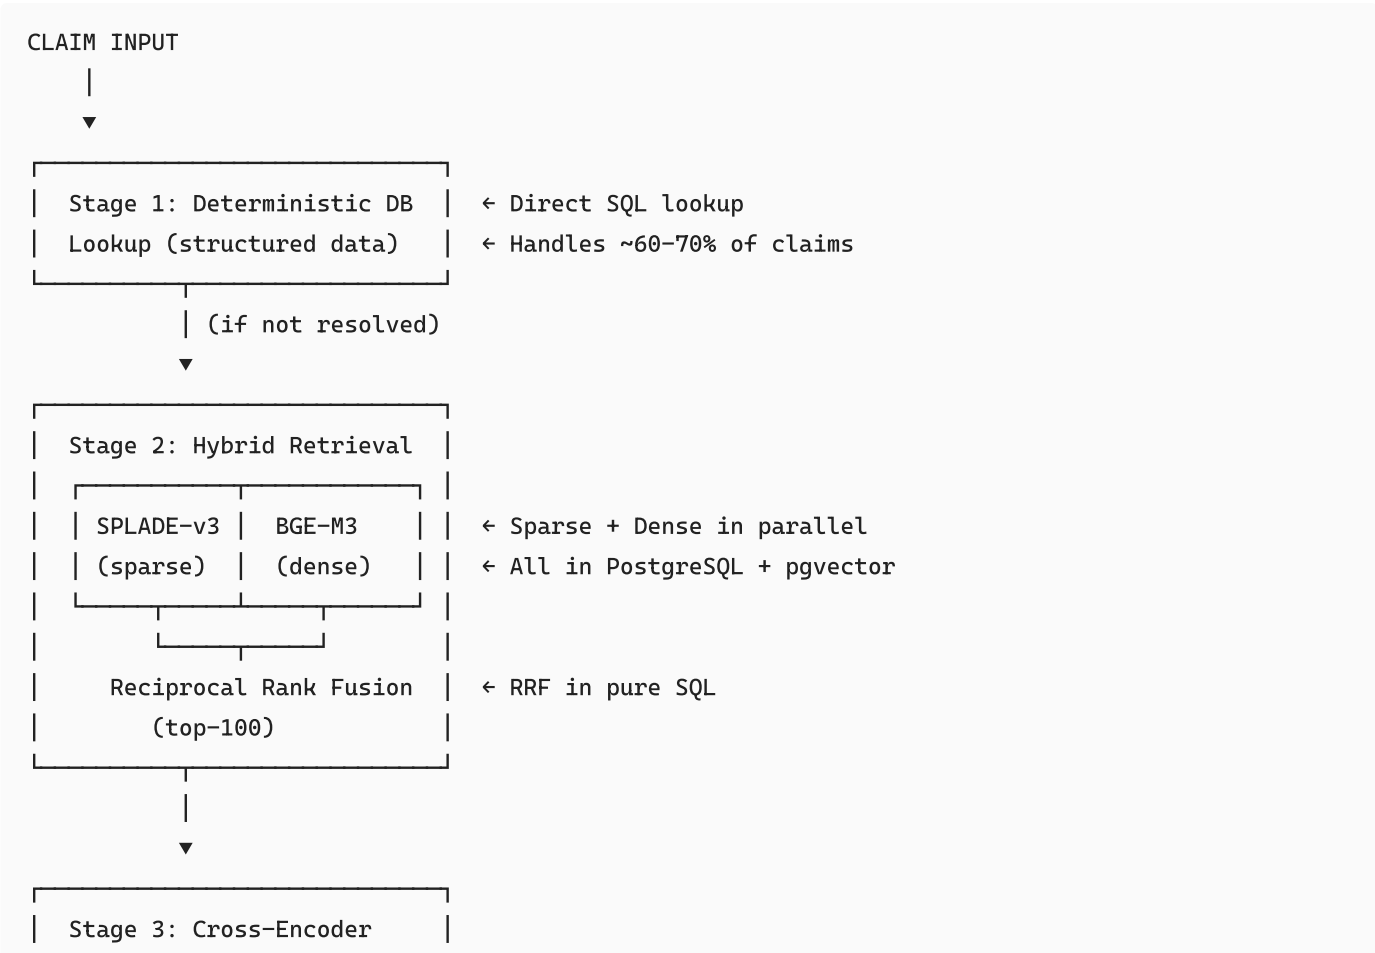 CLAIM INPUT
Stage 1: Deterministic DB ← Direct SQL lookup
Lookup (structured data) ← Handles ~60-70% of claims
(if not resolved)
Stage 2: Hybrid Retrieval
SPLADE-v3 BGE-M3 ← Sparse + Dense in parallel
(sparse) (dense) ← All in PostgreSQL + pgvector
Reciprocal Rank Fusion ← RRF in pure SQL
(top-100)
Stage 3: Cross-Encoder